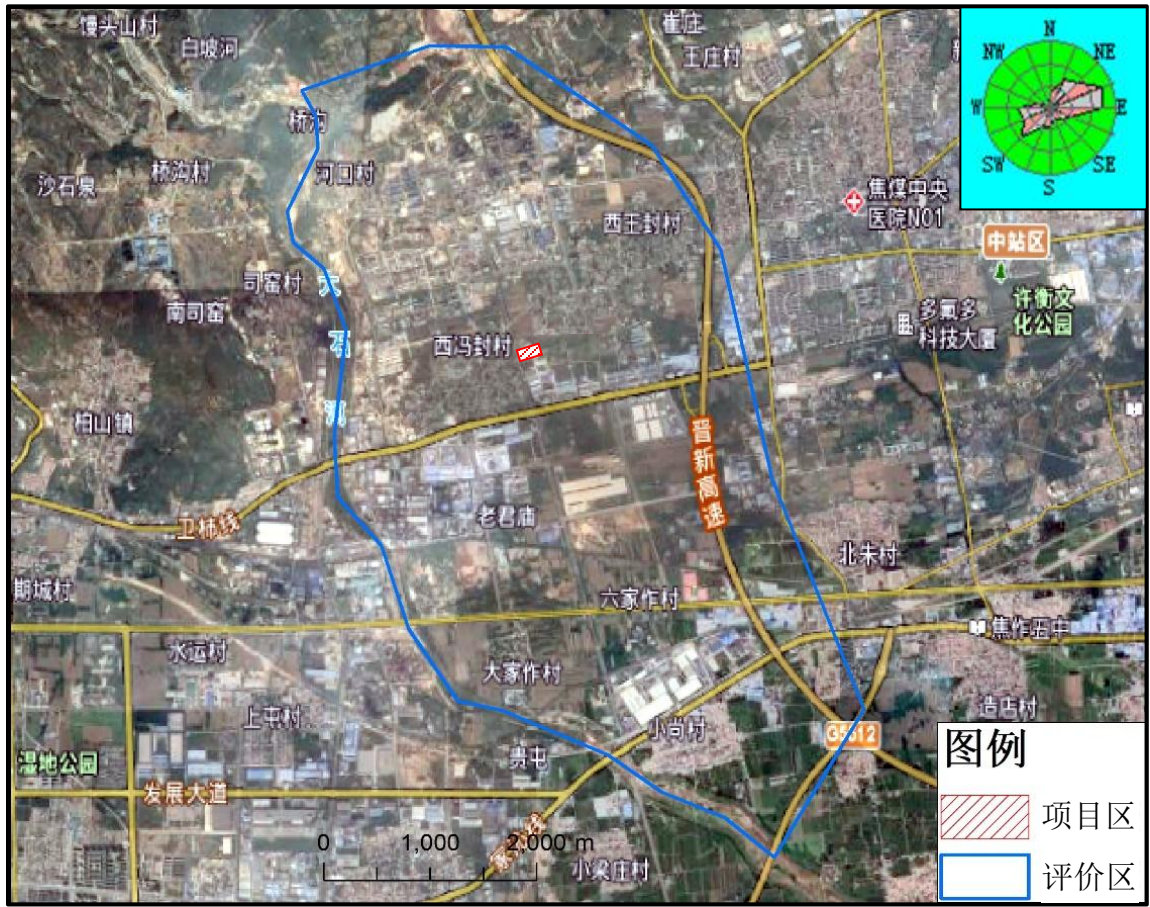 馒头山村
崔庄
白坡河
王庄村
N
NW
NE
W
E
SW
SE
S
桥沟
桥沟村
河口村
沙石泉
焦煤中央
医院NO1
西王封村
中站区
司窑村
大
石
河
南司窑
许衡文
化公园
多氟多
科技大厦
西冯封村
柏山镇
晋新高速
老君庙
卫柿线
北朱村
期城村
六家作村
焦作五中
水运村
大家作村
上屯村
造店村
小尚村
G5512
贵屯
湿地公园
发展大道
图例
项目区
评价区
0 1,000 2,000 m
小梁庄村